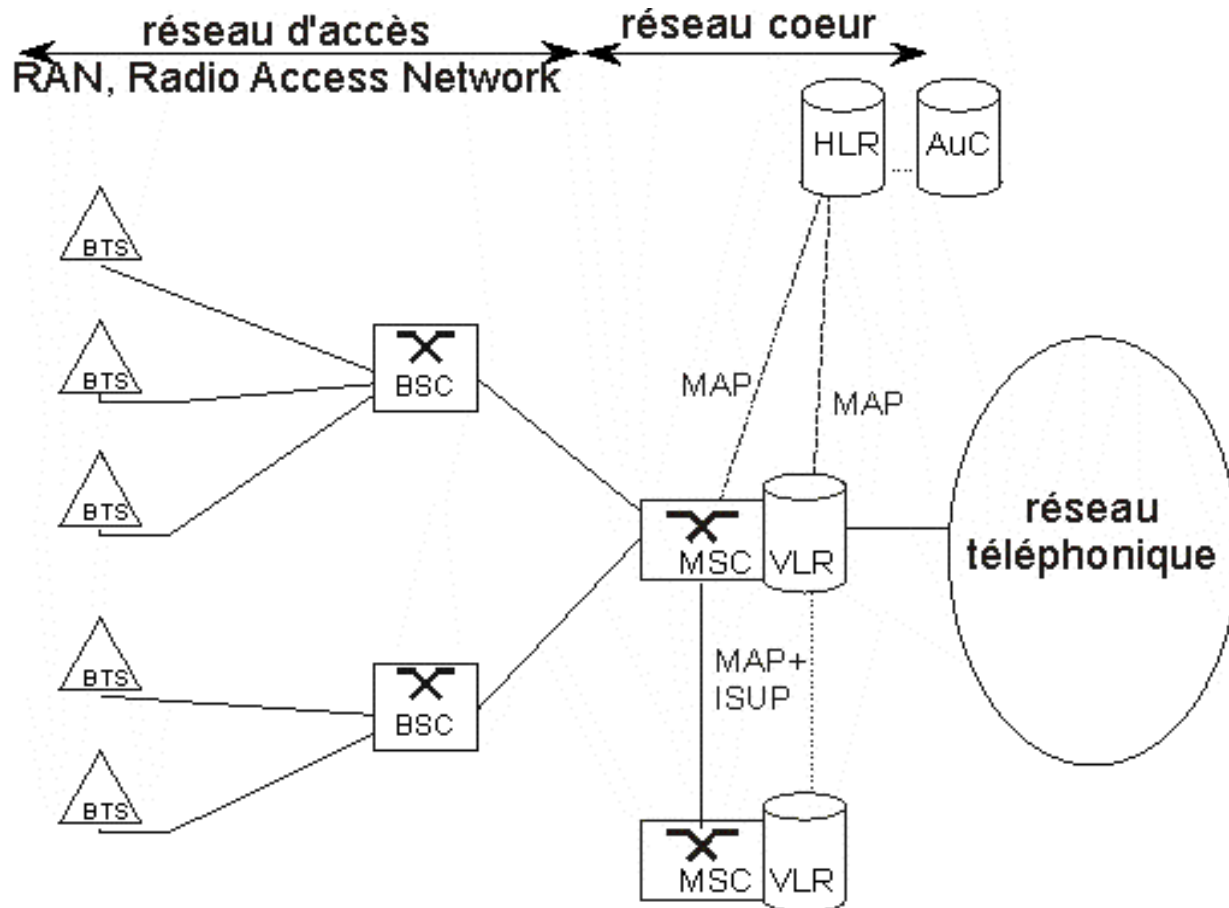 réseau d'accès
réseau coeur
RAN, Radio Access Network
HLR
AuC
BTS
BTS
BSC
MAP
MAP
BTS
réseau
téléphonique
MSC
VLR
BTS
MAP+
ISUP
BSC
BTS
MSC
VLR